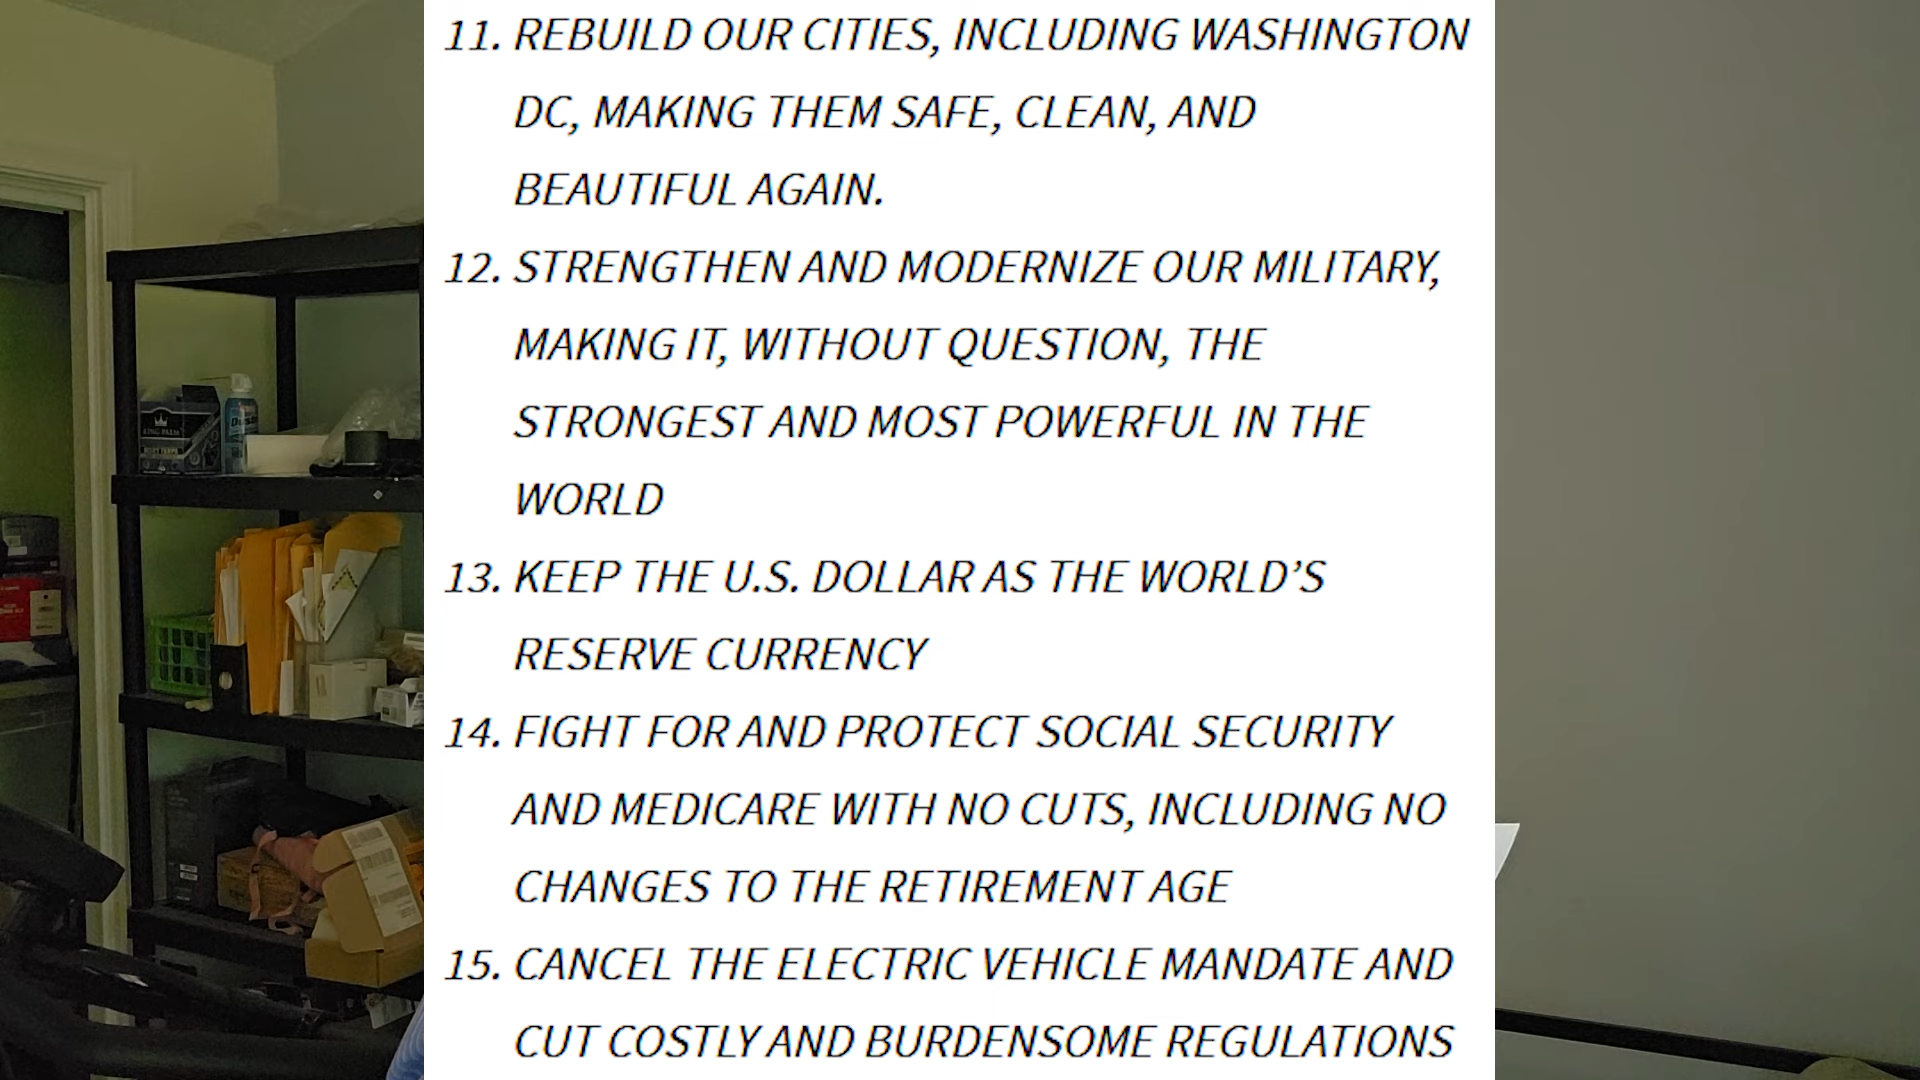 11. REBUILD OUR CITIES, INCLUDING WASHINGTON
DC, MAKING THEM SAFE, CLEAN, AND
BEAUTIFUL AGAIN.
12. STRENGTHEN AND MODERNIZE OUR MILITARY,
MAKING IT, WITHOUT QUESTION, THE
STRONGEST AND MOST POWERFUL IN THE
WORLD
13. KEEP THE U.S. DOLLAR AS THE WORLD’S
RESERVE CURRENCY
14. FIGHT FOR AND PROTECT SOCIAL SECURITY
AND MEDICARE WITH NO CUTS, INCLUDING NO
CHANGES TO THE RETIREMENT AGE
15. CANCEL THE ELECTRIC VEHICLE MANDATE AND
CUT COSTLY AND BURDENSOME REGULATIONS
KING PALM